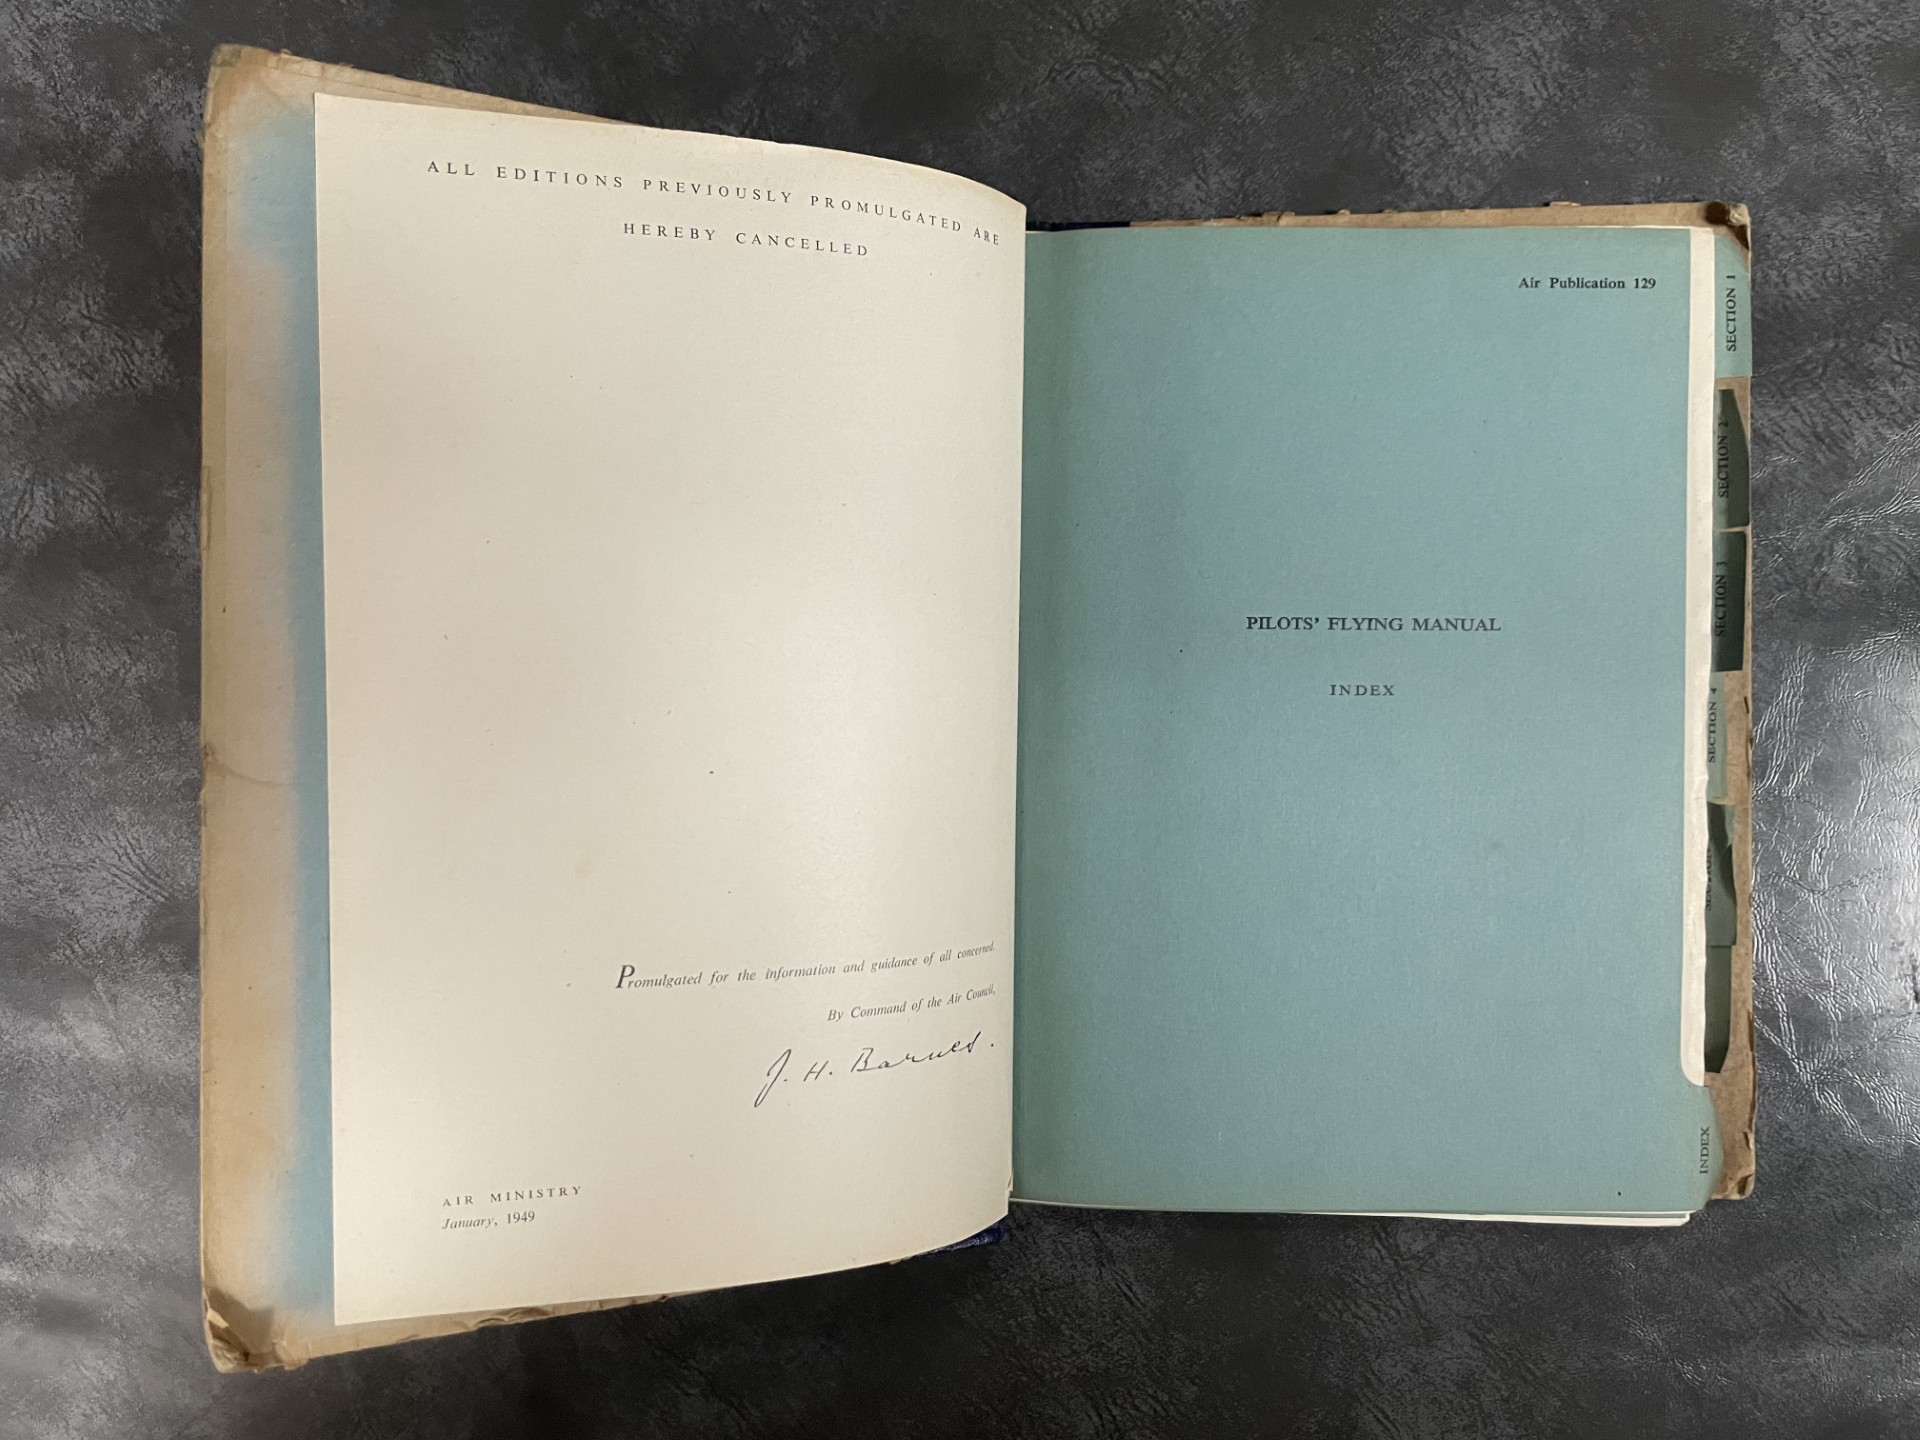 ALL EDITIONS PREVIOUSLY PROMULGATED ARE
HEREBY CANCELLED
Promulgated for the information and guidance of all concerned.
By Command of the Air Council,
J. H. Barnes.
AIR MINISTRY
January, 1949
Air Publication 129
PILOTS' FLYING MANUAL
INDEX
SECTION 1
SECTION 2
SECTION 3
SECTION 4
SECTION
INDEX